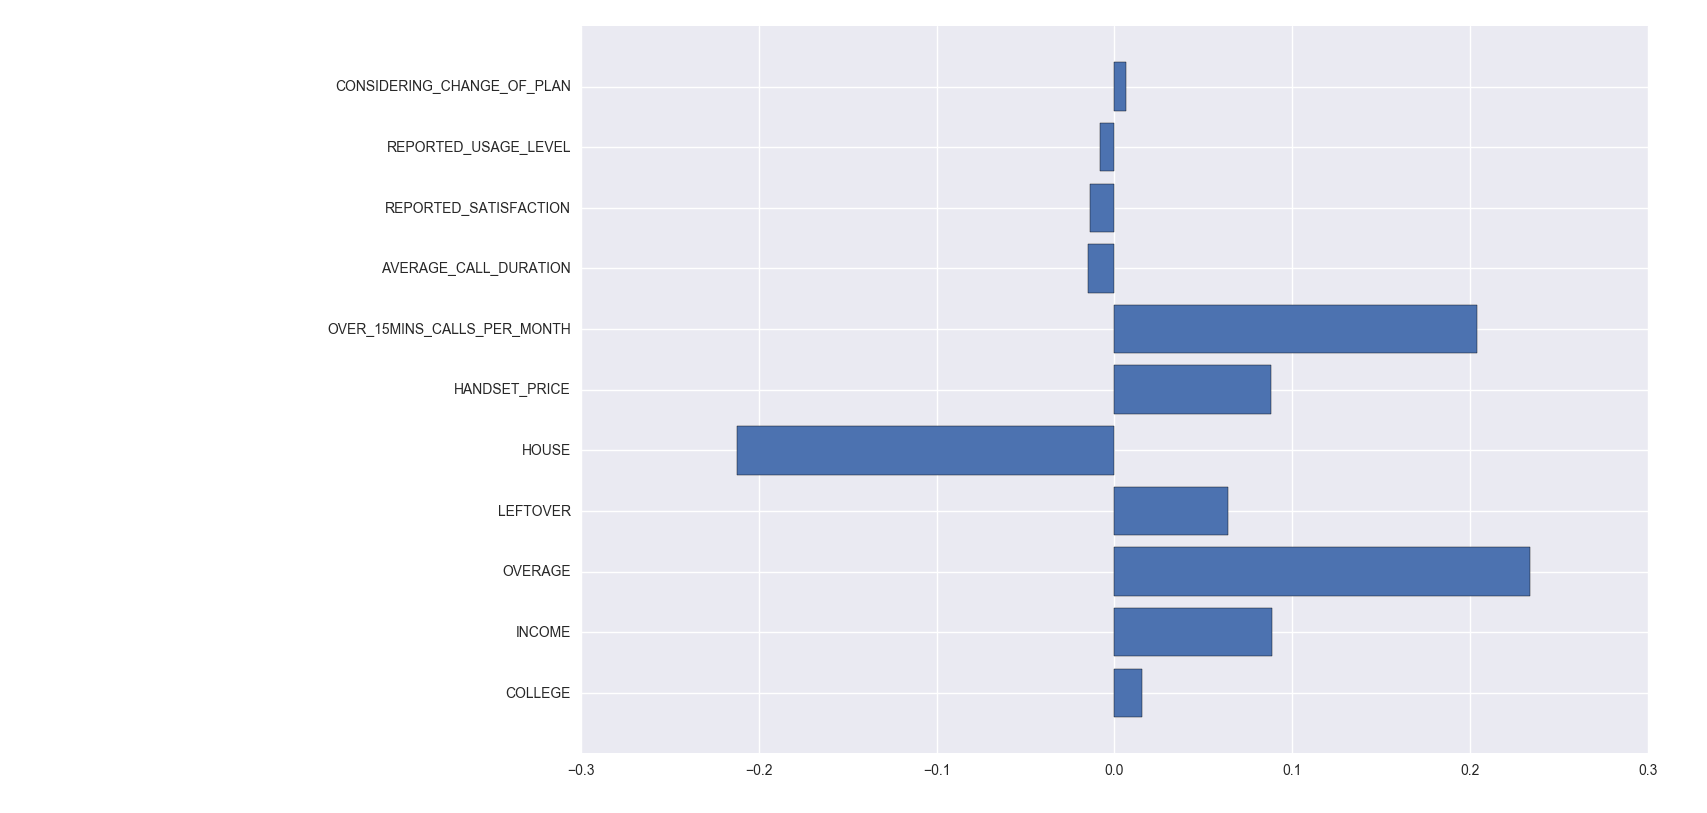 CONSIDERING_CHANGE_OF_PLAN
REPORTED_USAGE_LEVEL
REPORTED_SATISFACTION
AVERAGE_CALL_DURATION
OVER_15MINS_CALLS_PER_MONTH
HANDSET_PRICE
HOUSE
LEFTOVER
OVERAGE
INCOME
COLLEGE
−0.3 −0.2 −0.1 0.0 0.1 0.2 0.3